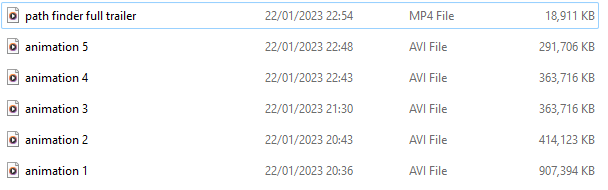 path finder full trailer 22/01/2023 22:54 MP4 File 18,911 KB
animation 5 22/01/2023 22:48 AVI File 291,706 KB
animation 4 22/01/2023 22:43 AVI File 363,716 KB
animation 3 22/01/2023 21:30 AVI File 363,716 KB
animation 2 22/01/2023 20:43 AVI File 414,123 KB
animation 1 22/01/2023 20:36 AVI File 907,394 KB